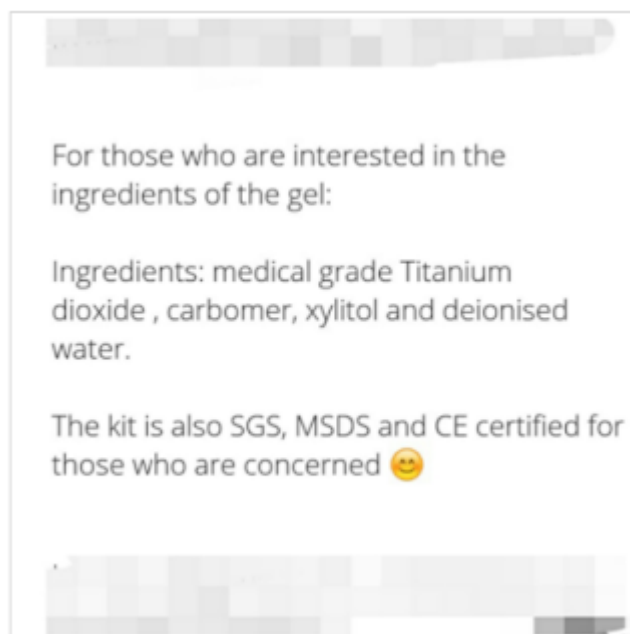 For those who are interested in the
ingredients of the gel:
Ingredients: medical grade Titanium
dioxide , carbomer, xylitol and deionised
water.
The kit is also SGS, MSDS and CE certified for
those who are concerned 😊